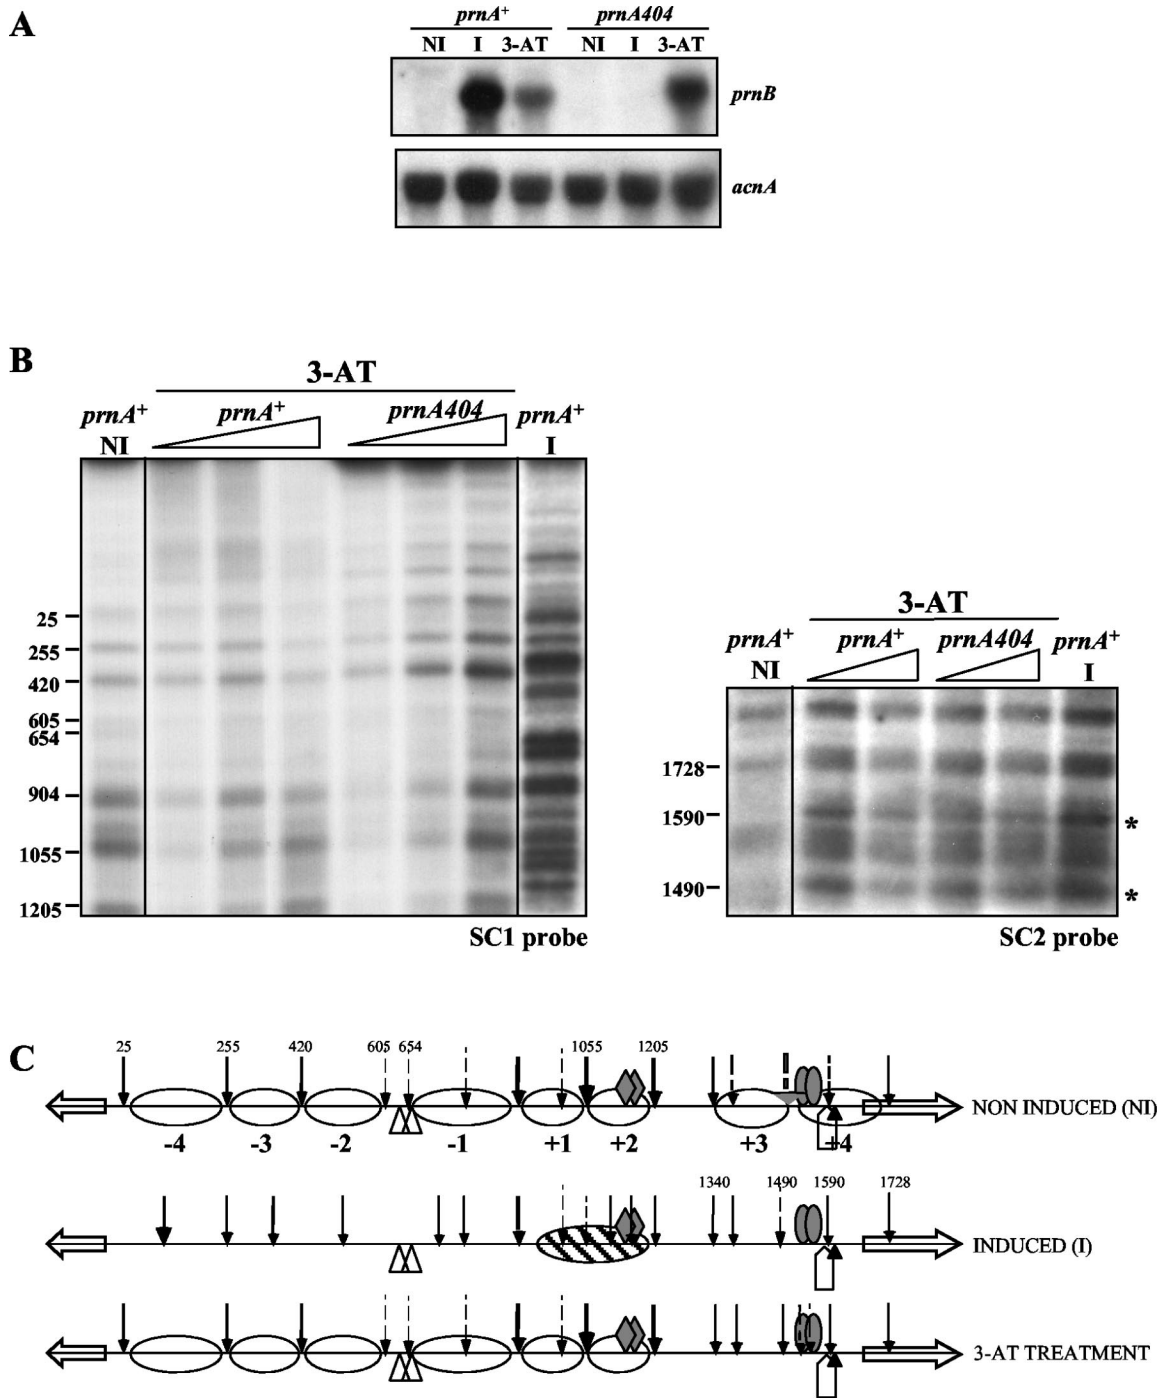 A
prnA+ prnA404
NI I 3-AT NI I 3-AT
prnB
acnA
B
3-AT
prnA+ prnA+ prnA404 prnA+
NI I
25
255
420
605
654
904
1055
1205
SC1 probe
3-AT
prnA+ prnA+ prnA404 prnA+
NI I
1728
1590 *
1490 *
SC2 probe
C
25 255 420 605 654 1055 1205
NON INDUCED (NI)
-4 -3 -2 -1 +1 +2 +3 +4
1340 1490 1590 1728
INDUCED (I)
3-AT TREATMENT